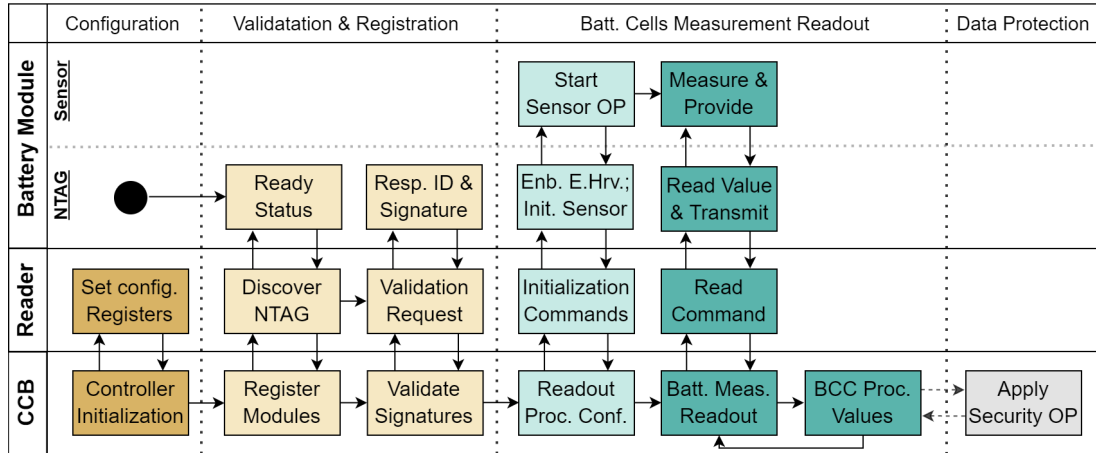 Configuration
Validatation & Registration
Batt. Cells Measurement Readout
Data Protection
Battery Module
Sensor
Start
Sensor OP
Measure &
Provide
NTAG
Ready
Status
Resp. ID &
Signature
Enb. E.Hrv.;
Init. Sensor
Read Value
& Transmit
Reader
Set config.
Registers
Discover
NTAG
Validation
Request
Initialization
Commands
Read
Command
CCB
Controller
Initialization
Register
Modules
Validate
Signatures
Readout
Proc. Conf.
Batt. Meas.
Readout
BCC Proc.
Values
Apply
Security OP